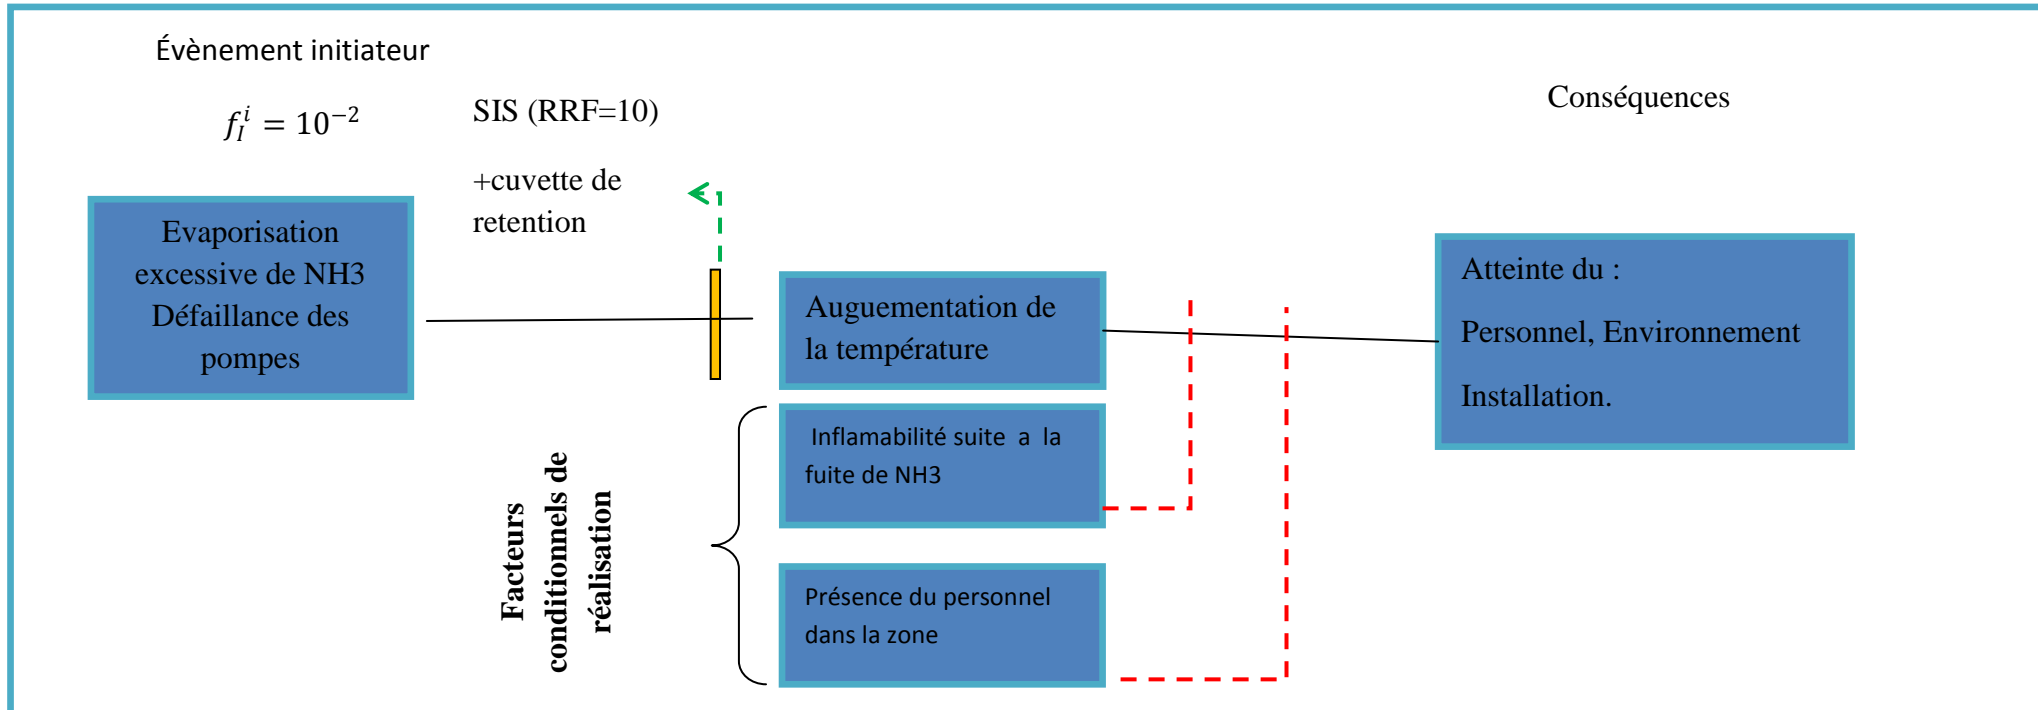 Évènement initiateur
f_I^i = 10^-2
SIS (RRF=10)
+cuvette de
retention
Conséquences
Evaporisation
excessive de NH3
Défaillance des
pompes
Auguementation de
la température
Atteinte du :
Personnel, Environnement
Installation.
Facteurs
conditionnels de
réalisation
Inflamabilité suite a la
fuite de NH3
Présence du personnel
dans la zone